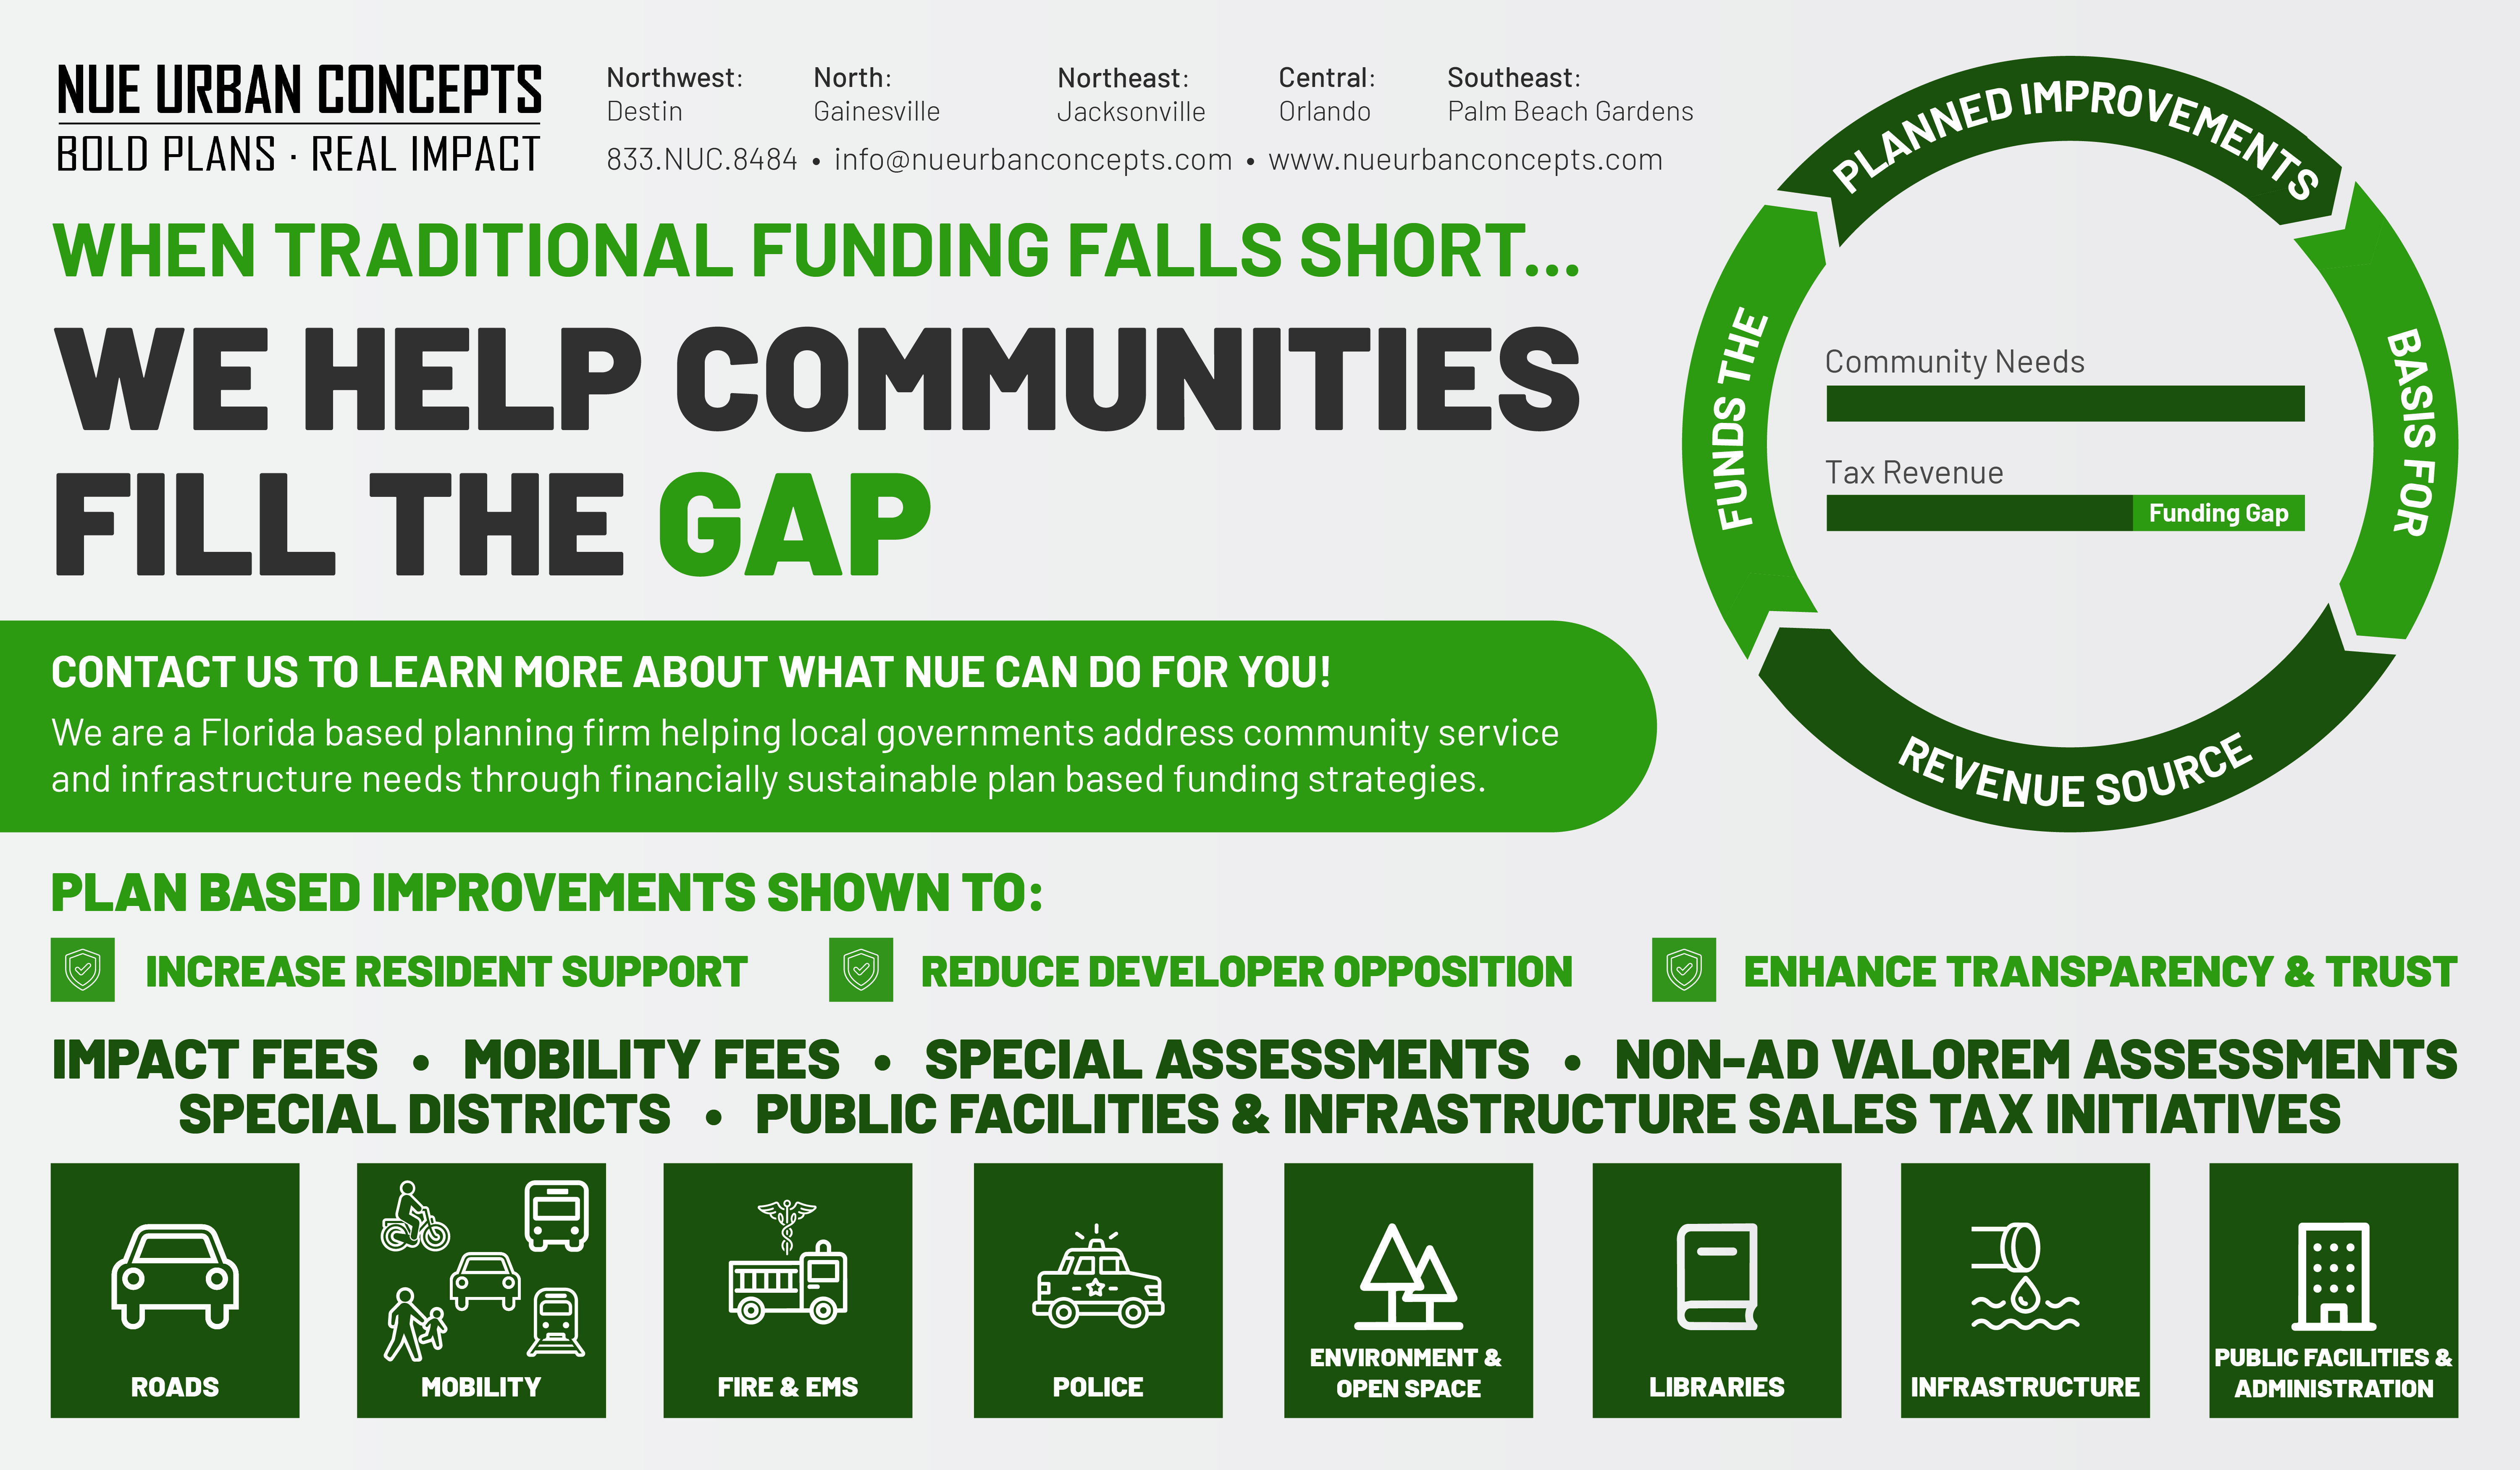 NUE URBAN CONCEPTS
BOLD PLANS · REAL IMPACT
Northwest:
Destin
North:
Gainesville
Northeast:
Jacksonville
Central:
Orlando
Southeast:
Palm Beach Gardens
833.NUC.8484 • info@nueurbanconcepts.com • www.nueurbanconcepts.com
WHEN TRADITIONAL FUNDING FALLS SHORT...
WE HELP COMMUNITIES
FILL THE GAP
PLANNED IMPROVEMENTS
BASIS FOR
REVENUE SOURCE
FUNDS THE
Community Needs
Tax Revenue
Funding Gap
CONTACT US TO LEARN MORE ABOUT WHAT NUE CAN DO FOR YOU!
We are a Florida based planning firm helping local governments address community service
and infrastructure needs through financially sustainable plan based funding strategies.
PLAN BASED IMPROVEMENTS SHOWN TO:
INCREASE RESIDENT SUPPORT
REDUCE DEVELOPER OPPOSITION
ENHANCE TRANSPARENCY & TRUST
IMPACT FEES • MOBILITY FEES • SPECIAL ASSESSMENTS • NON-AD VALOREM ASSESSMENTS
SPECIAL DISTRICTS • PUBLIC FACILITIES & INFRASTRUCTURE SALES TAX INITIATIVES
ROADS
MOBILITY
FIRE & EMS
POLICE
ENVIRONMENT &
OPEN SPACE
LIBRARIES
INFRASTRUCTURE
PUBLIC FACILITIES &
ADMINISTRATION